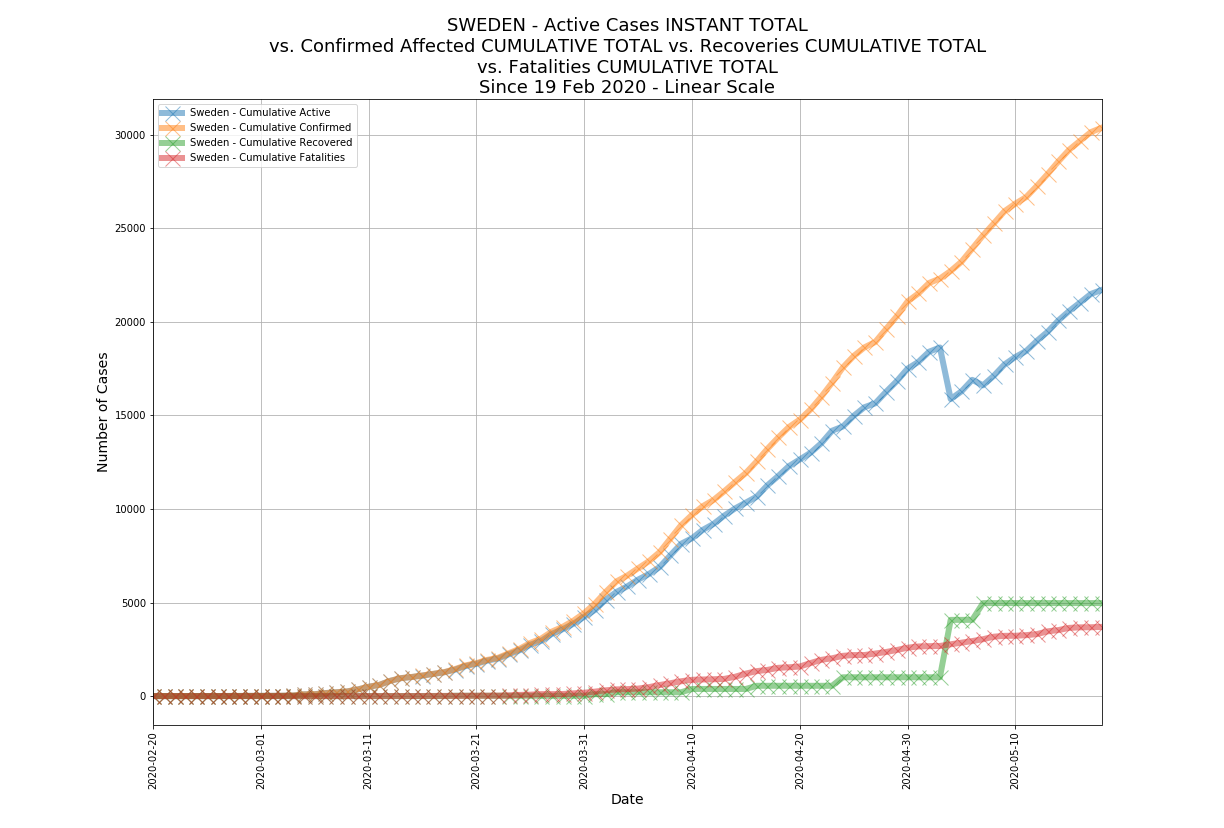 SWEDEN - Active Cases INSTANT TOTAL
vs. Confirmed Affected CUMULATIVE TOTAL vs. Recoveries CUMULATIVE TOTAL
vs. Fatalities CUMULATIVE TOTAL
Since 19 Feb 2020 - Linear Scale
Sweden - Cumulative Active
Sweden - Cumulative Confirmed
Sweden - Cumulative Recovered
Sweden - Cumulative Fatalities
Number of Cases
30000
25000
20000
15000
10000
5000
0
2020-02-20
2020-03-01
2020-03-11
2020-03-21
2020-03-31
2020-04-10
2020-04-20
2020-04-30
2020-05-10
Date